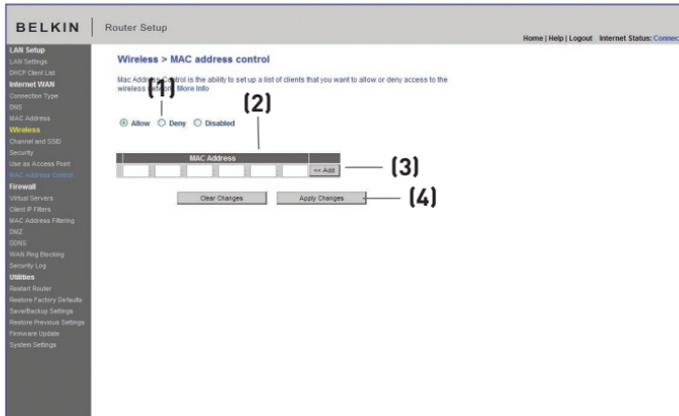 BELKIN
Router Setup
Home | Help | Logout Internet Status: Connec
LAN Setup
LAN Settings
DHCP Client List
Internet WAN
Connection Type
DNS
MAC Address
Wireless
Channel and SSID
Security
Use as Access Point
MAC Address Control
Firewall
Virtual Servers
Client IP Filters
MAC Address Filtering
DMZ
DDNS
WAN Ping Blocking
Security Log
Utilities
Restart Router
Restore Factory Defaults
Save/Backup Settings
Restore Previous Settings
Firmware Update
System Settings
Wireless > MAC address control
Mac Address Control is the ability to set up a list of clients that you want to allow or deny access to the
wireless network. More Info
(1)
(2)
Allow Deny Disabled
MAC Address
<< Add
(3)
Clear Changes Apply Changes
(4)